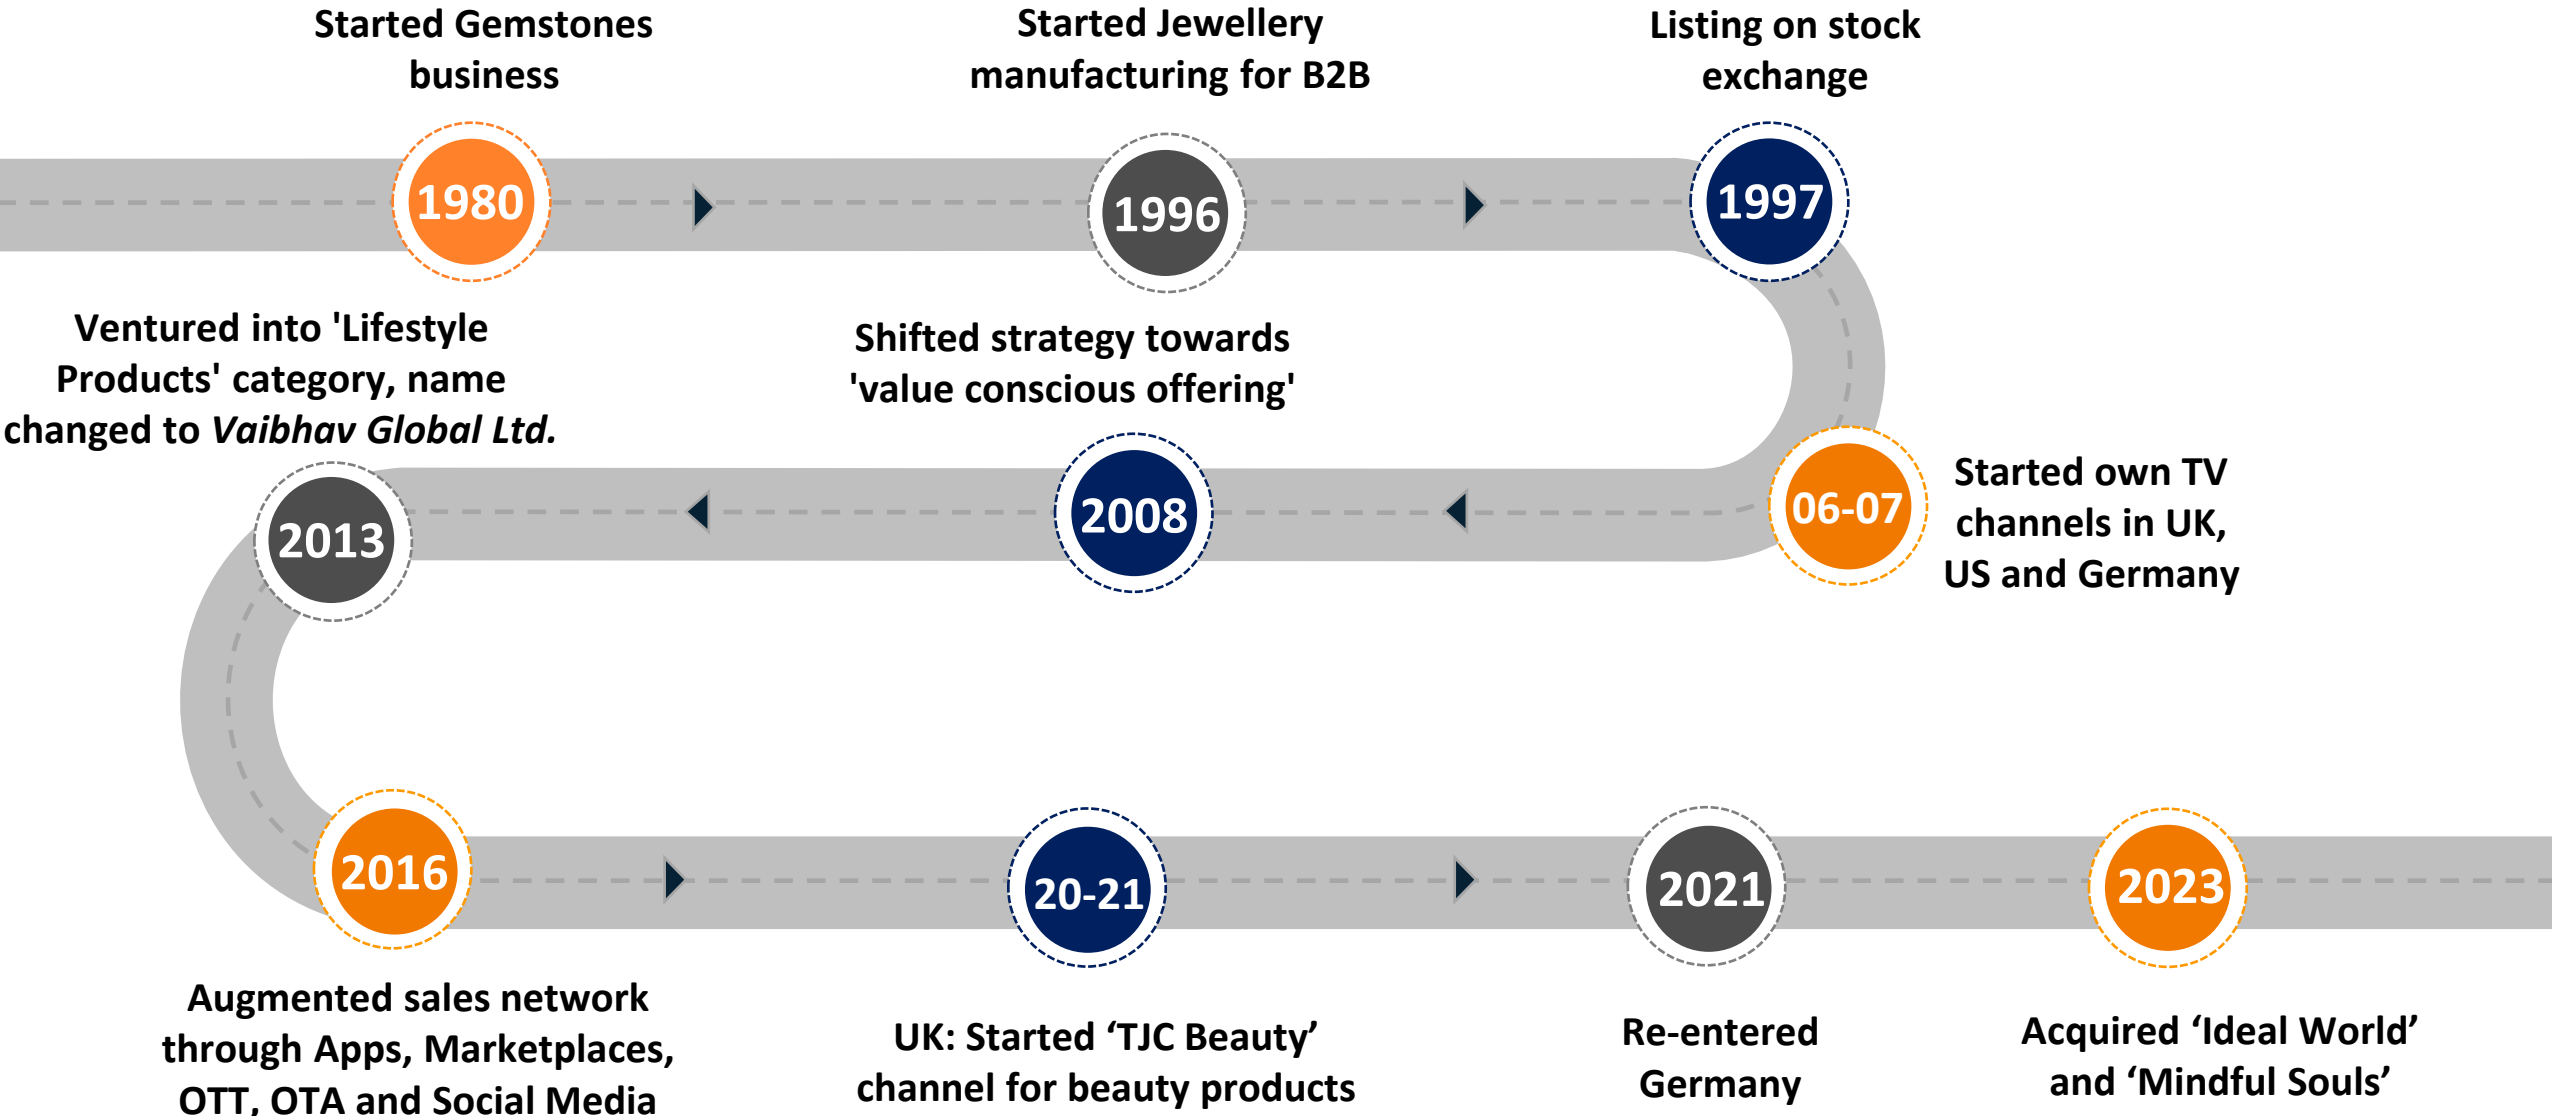 Started Gemstones
business
Started Jewellery
manufacturing for B2B
Listing on stock
exchange
1980
1996
1997
Ventured into 'Lifestyle
Products' category, name
changed to Vaibhav Global Ltd.
Shifted strategy towards
'value conscious offering'
2013
2008
06-07
Started own TV
channels in UK,
US and Germany
2016
20-21
2021
2023
Augmented sales network
through Apps, Marketplaces,
OTT, OTA and Social Media
UK: Started ‘TJC Beauty’
channel for beauty products
Re-entered
Germany
Acquired ‘Ideal World’
and ‘Mindful Souls’